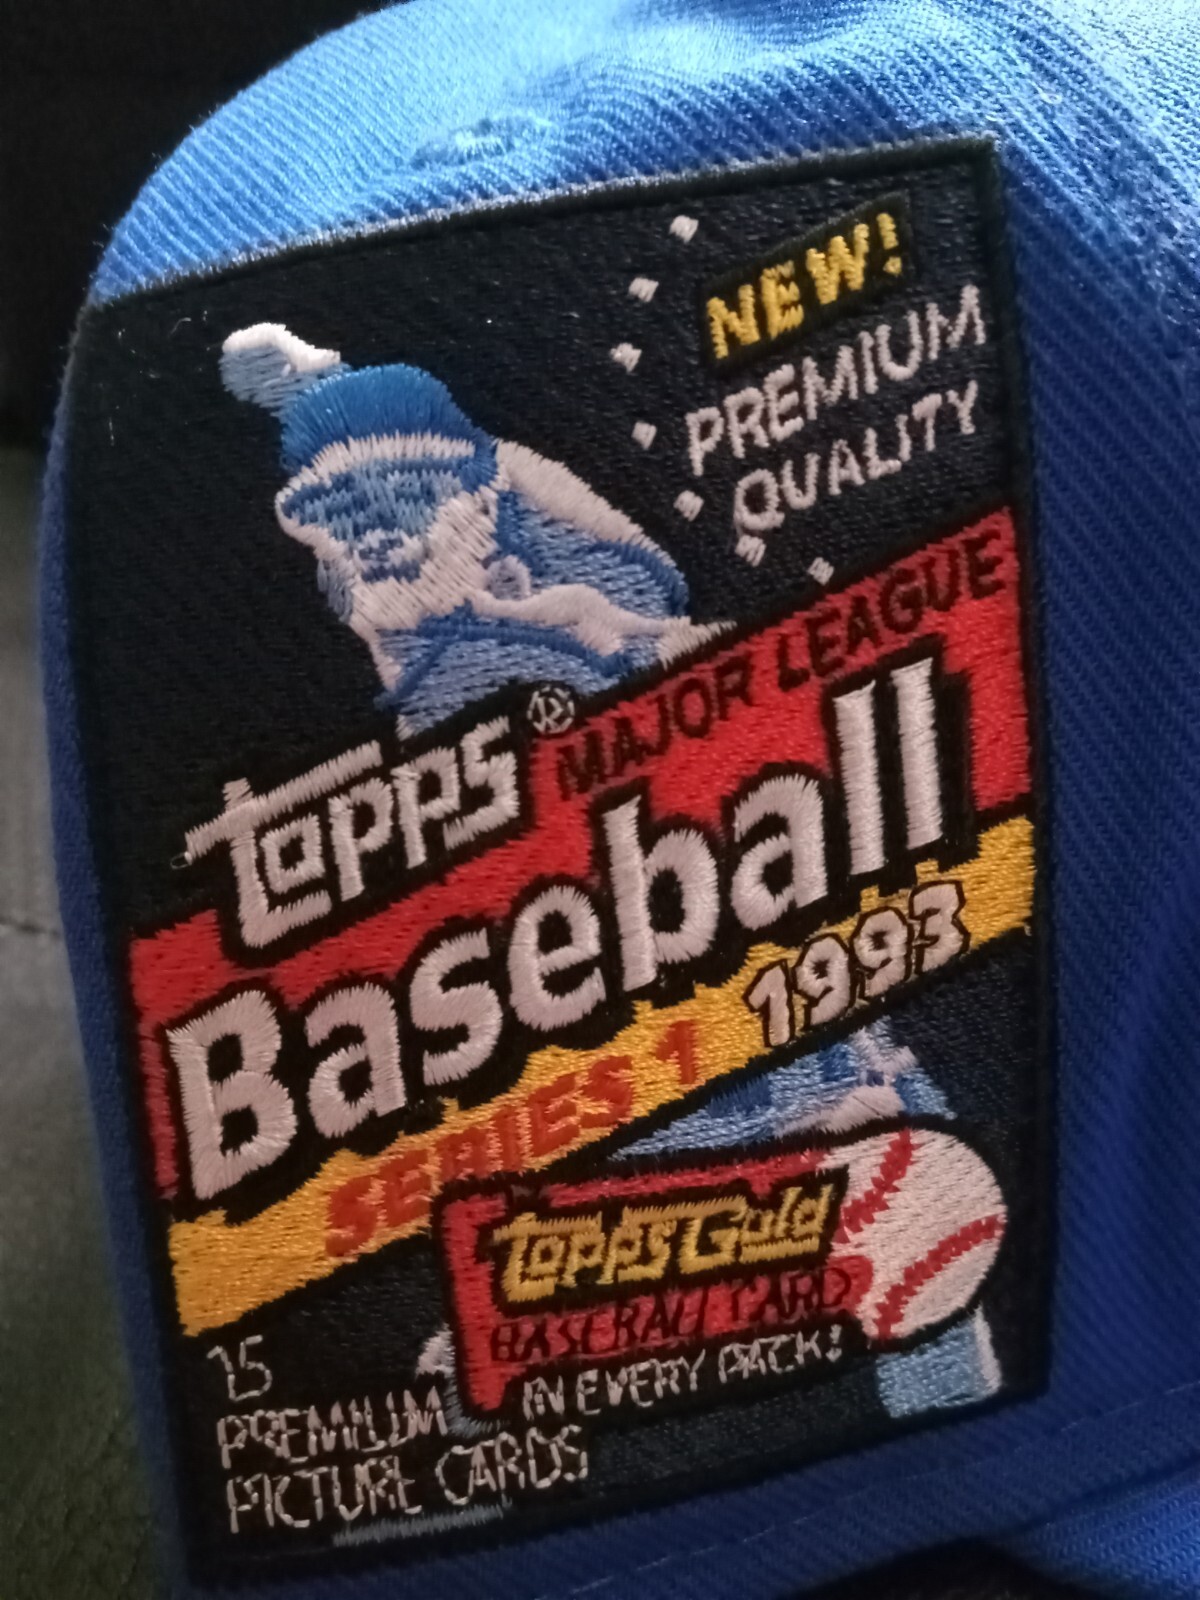 NEW!
PREMIUM
QUALITY
MAJOR LEAGUE
topps®
Baseball
SERIES 1 1993
topps Gold
BASEBALL CARD
IN EVERY PACK!
15
PREMIUM
PICTURE CARDS